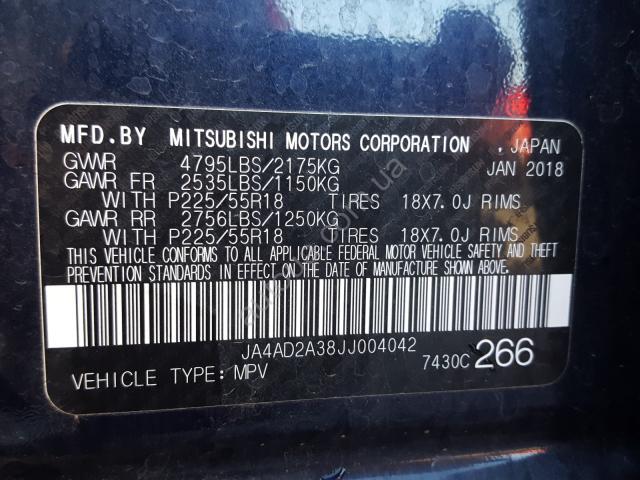 MFD.BY MITSUBISHI MOTORS CORPORATION . JAPAN
GWWR 4795LBS/2175KG JAN 2018
GAWR FR 2535LBS/1150KG
WITH P225/55R18 TIRES 18X7.0J RIMS
GAWR RR 2756LBS/1250KG
WITH P225/55R18 TIRES 18X7.0J RIMS
THIS VEHICLE CONFORMS TO ALL APPLICABLE FEDERAL MOTOR VEHICLE SAFETY AND THEFT
PREVENTION STANDARDS IN EFFECT ON THE DATE OF MANUFACTURE SHOWN ABOVE.
JA4AD2A38JJ004042
VEHICLE TYPE:MPV 7430C 266